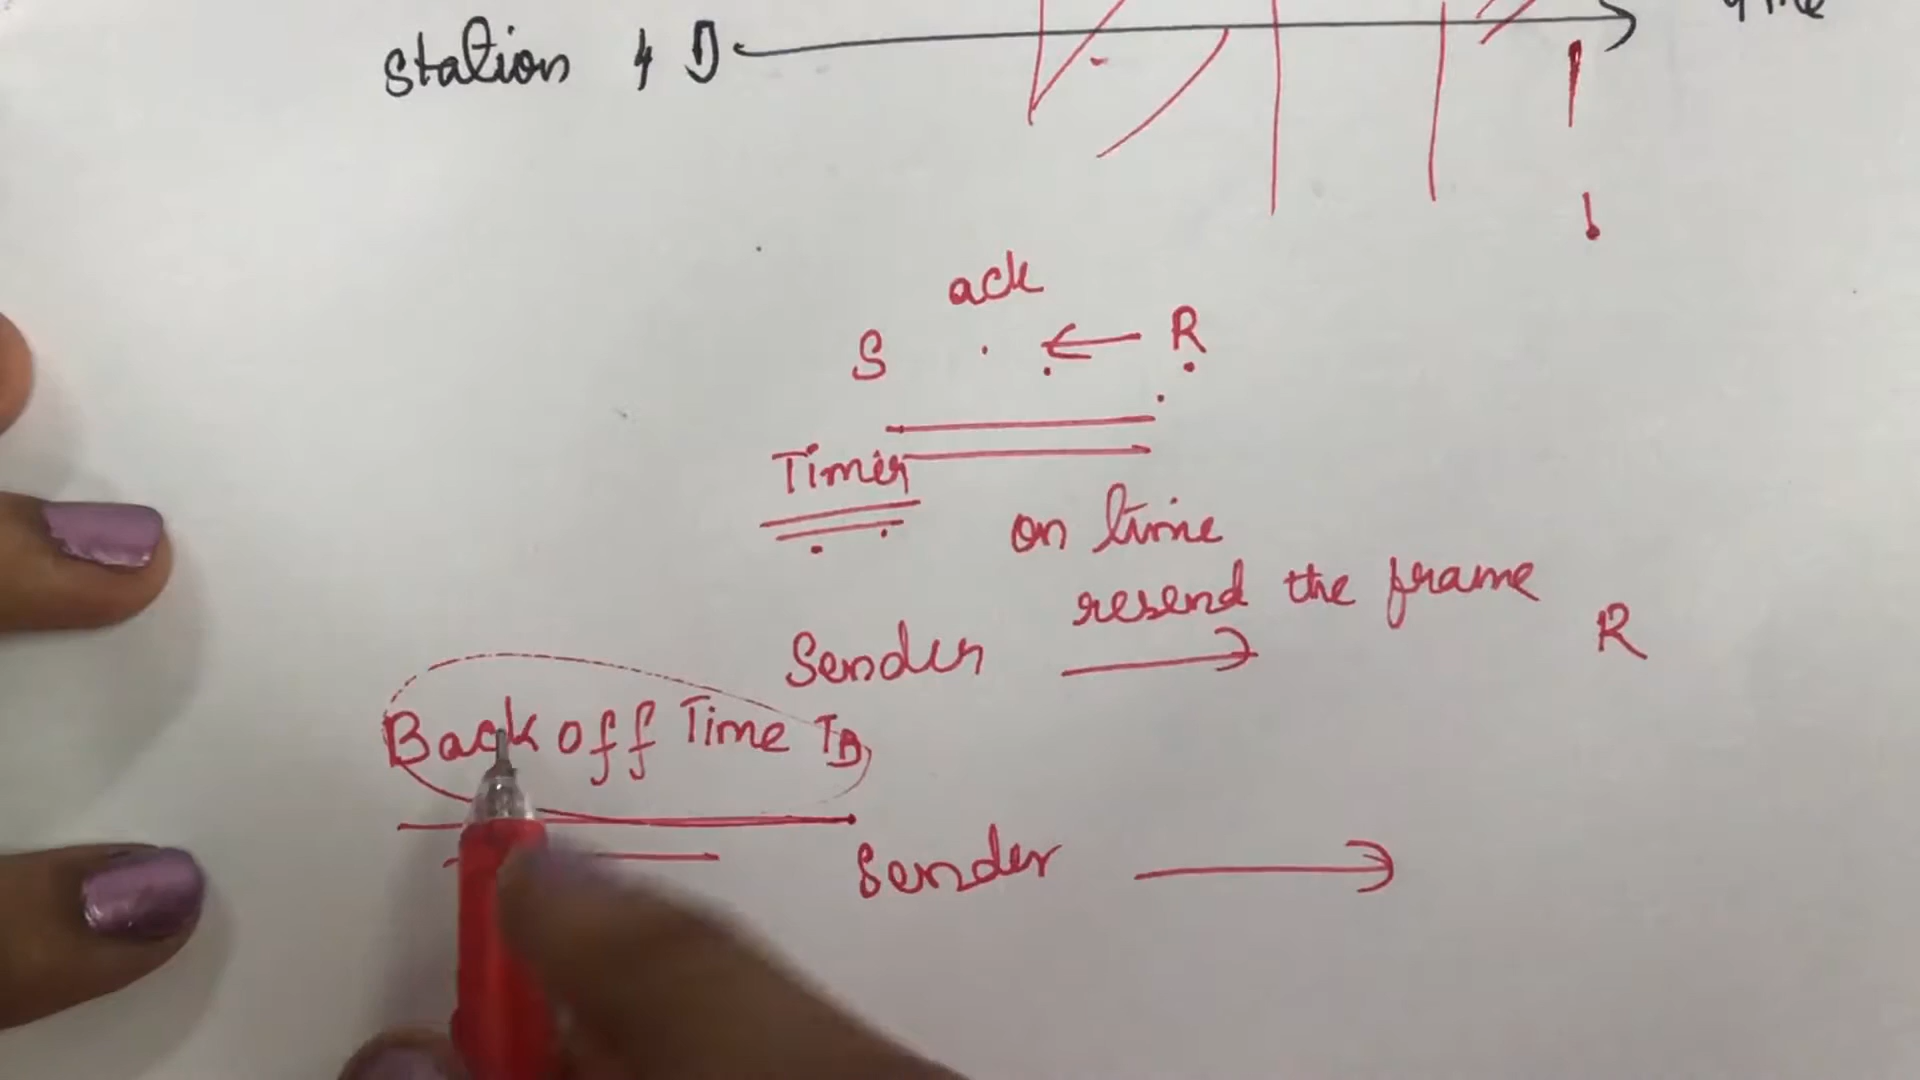 station 4 D
ack
S R
Timer
on time
resend the frame
Sender R
Back off Time TB
Sender